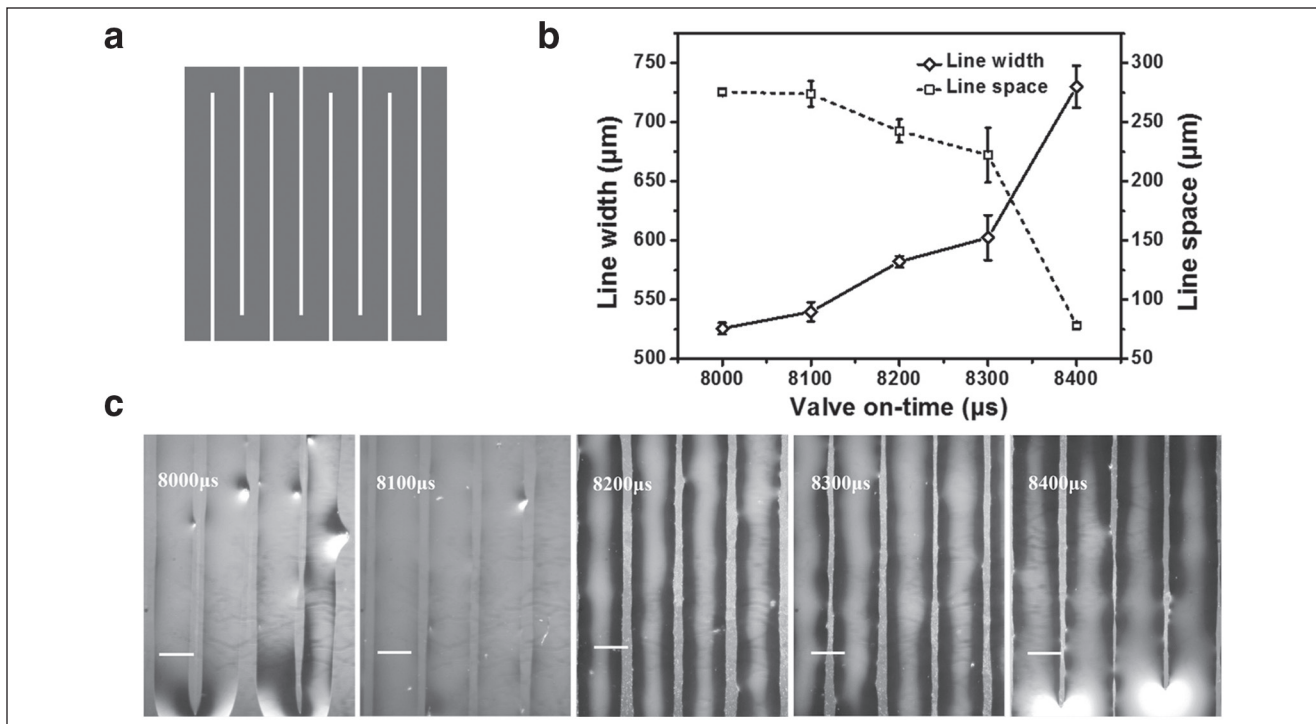 a
b
Line width
Line space
750
700
650
600
550
500
Line width (µm)
300
250
200
150
100
50
Line space (µm)
8000 8100 8200 8300 8400
Valve on-time (µs)
c
8000µs 8100µs 8200µs 8300µs 8400µs